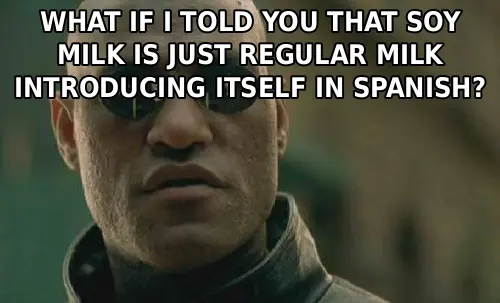 WHAT IF I TOLD YOU THAT SOY
MILK IS JUST REGULAR MILK
INTRODUCING ITSELF IN SPANISH?